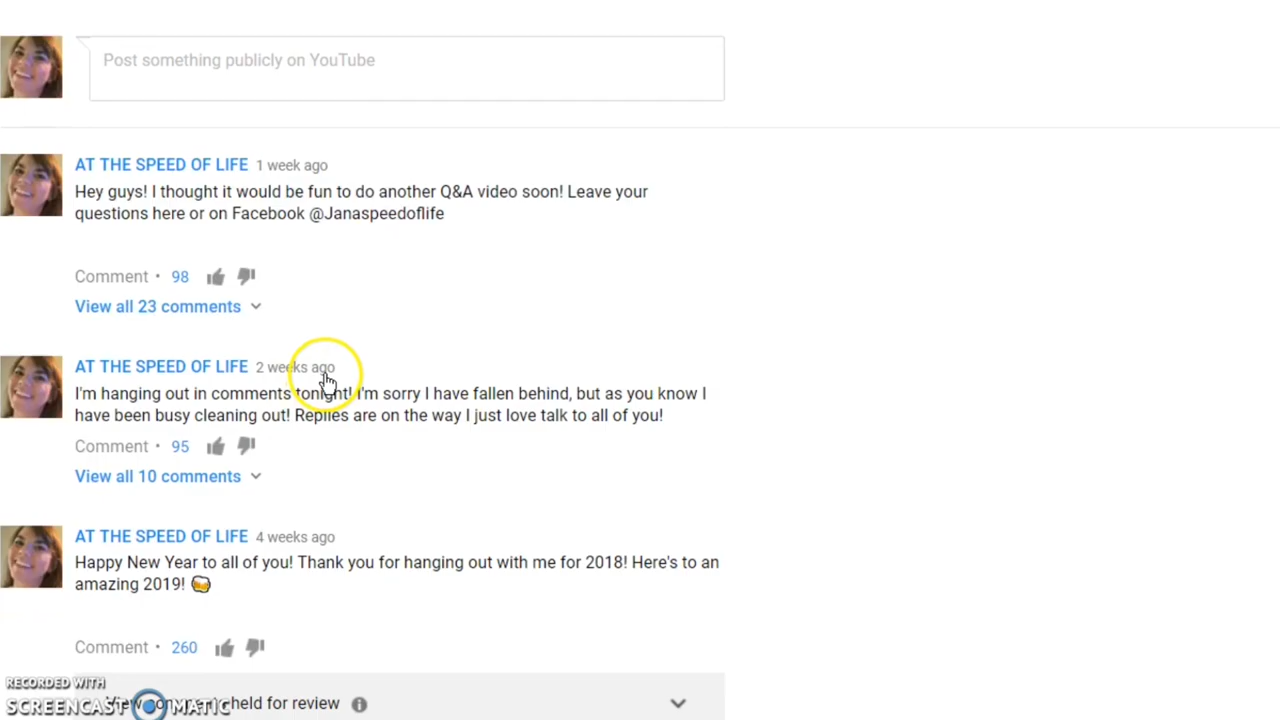 Post something publicly on YouTube
AT THE SPEED OF LIFE 1 week ago
Hey guys! I thought it would be fun to do another Q&A video soon! Leave your
questions here or on Facebook @Janaspeedoflife
Comment • 98
View all 23 comments
AT THE SPEED OF LIFE 2 weeks ago
I'm hanging out in comments tonight! I'm sorry I have fallen behind, but as you know I
have been busy cleaning out! Replies are on the way I just love talk to all of you!
Comment • 95
View all 10 comments
AT THE SPEED OF LIFE 4 weeks ago
Happy New Year to all of you! Thank you for hanging out with me for 2018! Here's to an
amazing 2019! 🍻
Comment • 260
View held for review
RECORDED WITH
SCREENCAST MATIC